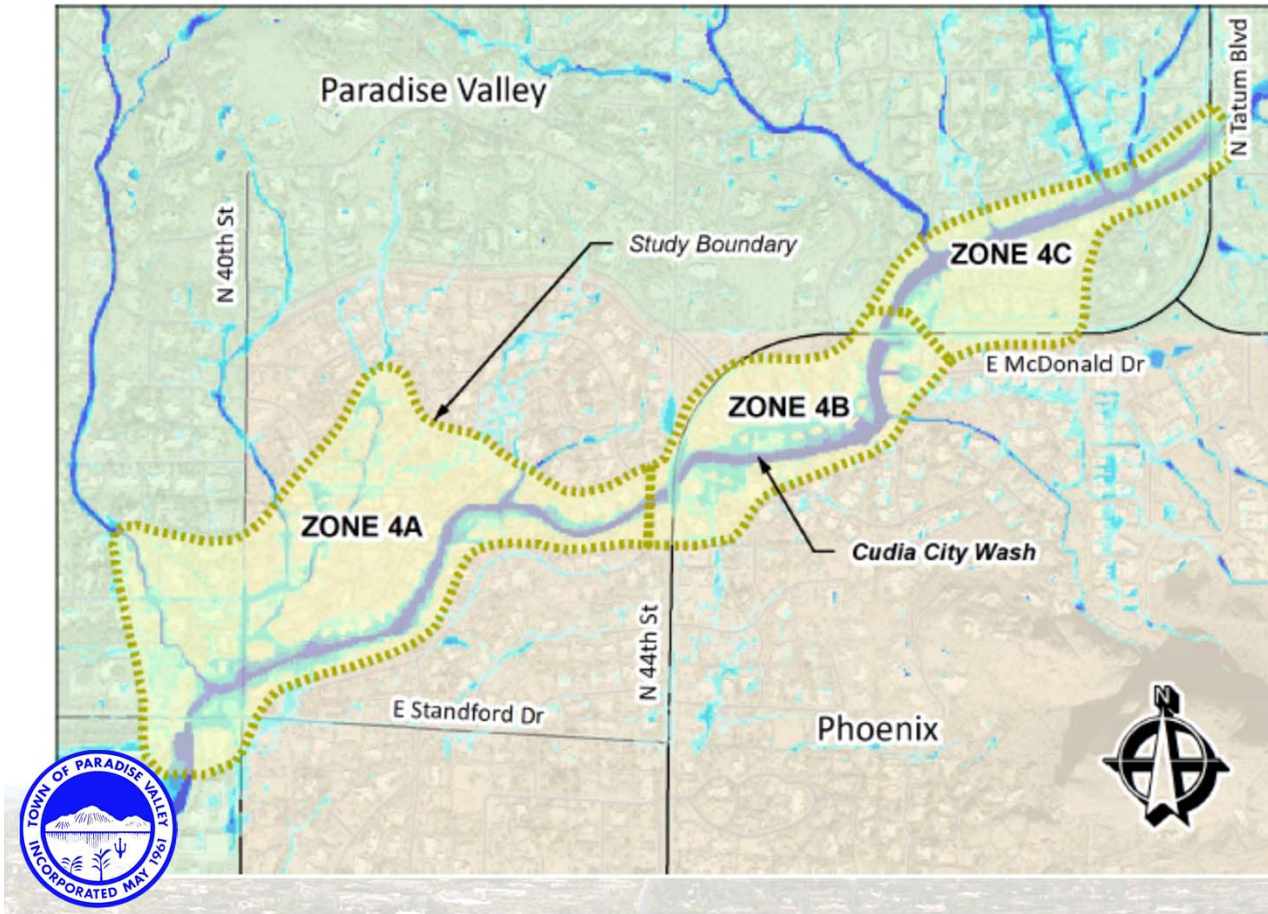 Paradise Valley
N Tatum Blvd
N 40th St
Study Boundary
ZONE 4C
E McDonald Dr
ZONE 4B
ZONE 4A
Cudia City Wash
N 44th St
E Standford Dr
Phoenix
N
TOWN OF PARADISE VALLEY
INCORPORATED MAY 1961